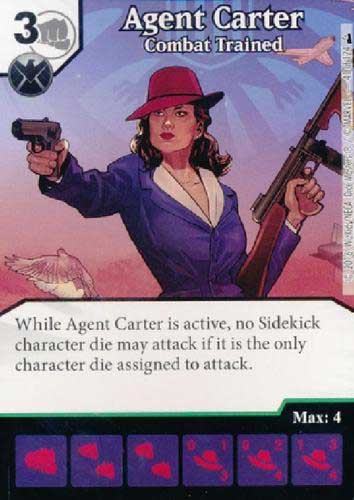 3
Agent Carter
Combat Trained
While Agent Carter is active, no Sidekick
character die may attack if it is the only
character die assigned to attack.
Max: 4